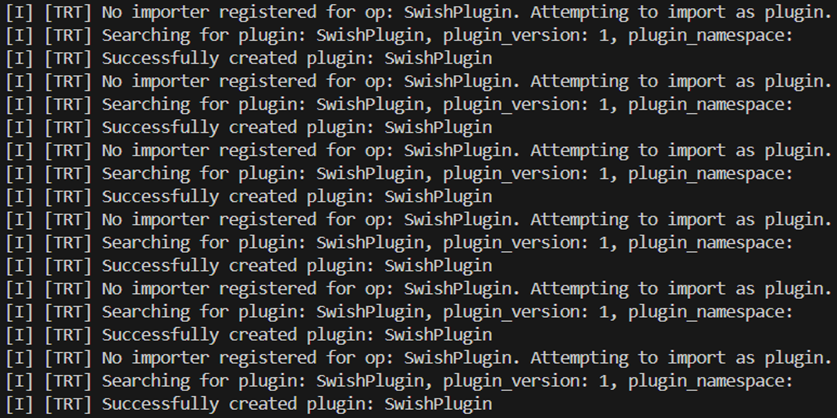 [I] [TRT] No importer registered for op: SwishPlugin. Attempting to import as plugin.
[I] [TRT] Searching for plugin: SwishPlugin, plugin_version: 1, plugin_namespace:
[I] [TRT] Successfully created plugin: SwishPlugin
[I] [TRT] No importer registered for op: SwishPlugin. Attempting to import as plugin.
[I] [TRT] Searching for plugin: SwishPlugin, plugin_version: 1, plugin_namespace:
[I] [TRT] Successfully created plugin: SwishPlugin
[I] [TRT] No importer registered for op: SwishPlugin. Attempting to import as plugin.
[I] [TRT] Searching for plugin: SwishPlugin, plugin_version: 1, plugin_namespace:
[I] [TRT] Successfully created plugin: SwishPlugin
[I] [TRT] No importer registered for op: SwishPlugin. Attempting to import as plugin.
[I] [TRT] Searching for plugin: SwishPlugin, plugin_version: 1, plugin_namespace:
[I] [TRT] Successfully created plugin: SwishPlugin
[I] [TRT] No importer registered for op: SwishPlugin. Attempting to import as plugin.
[I] [TRT] Searching for plugin: SwishPlugin, plugin_version: 1, plugin_namespace:
[I] [TRT] Successfully created plugin: SwishPlugin
[I] [TRT] No importer registered for op: SwishPlugin. Attempting to import as plugin.
[I] [TRT] Searching for plugin: SwishPlugin, plugin_version: 1, plugin_namespace:
[I] [TRT] Successfully created plugin: SwishPlugin